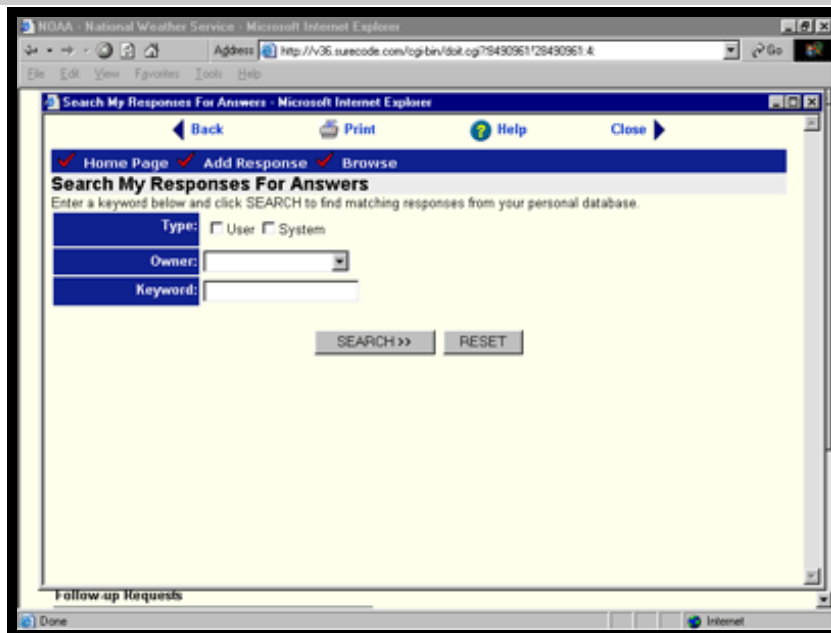 NOAA - National Weather Service - Microsoft Internet Explorer
Address http://v36.surecode.com/cgi-bin/doit.cgi?8490961!28490961:4: Go
File Edit View Favorites Tools Help
Search My Responses For Answers - Microsoft Internet Explorer
Back Print Help Close
Home Page Add Response Browse
Search My Responses For Answers
Enter a keyword below and click SEARCH to find matching responses from your personal database.
Type: User System
Owner:
Keyword:
SEARCH>> RESET
Follow-up Requests
Done Internet